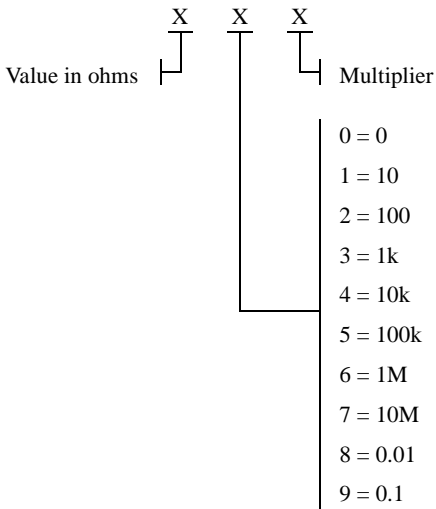 X X X
Value in ohms Multiplier
0 = 0
1 = 10
2 = 100
3 = 1k
4 = 10k
5 = 100k
6 = 1M
7 = 10M
8 = 0.01
9 = 0.1